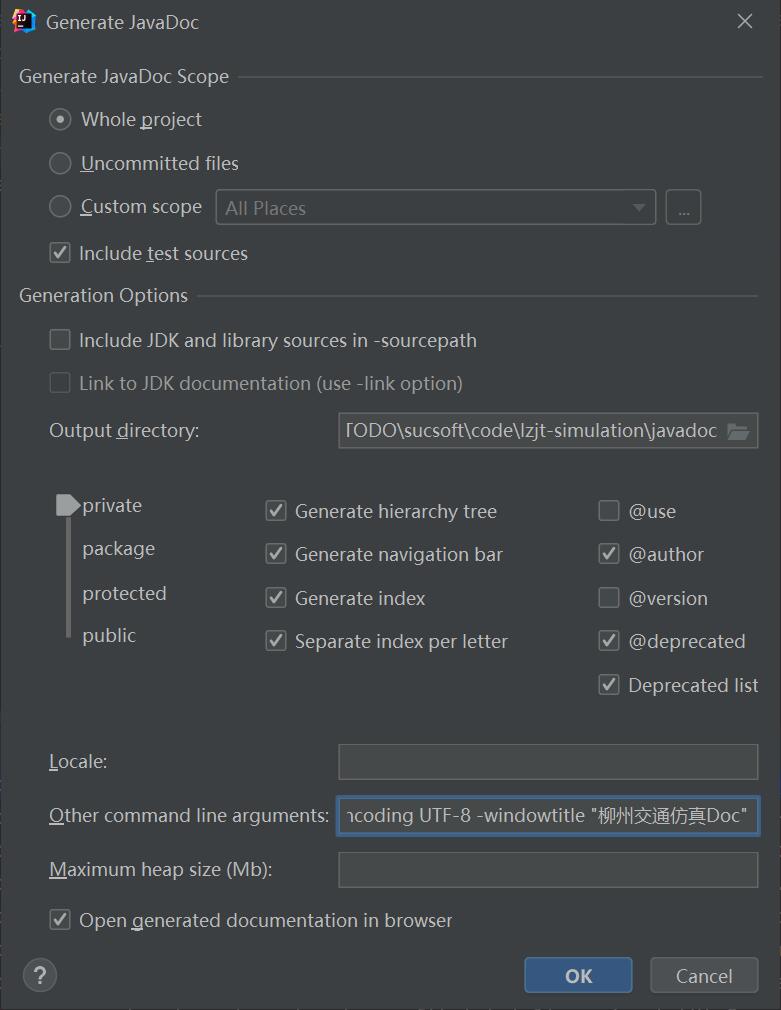 Generate JavaDoc
Generate JavaDoc Scope
Whole project
Uncommitted files
Custom scope All Places ...
Include test sources
Generation Options
Include JDK and library sources in -sourcepath
Link to JDK documentation (use -link option)
Output directory: TODO\sucsoft\code\lzjt-simulation\javadoc
private Generate hierarchy tree @use
package Generate navigation bar @author
protected Generate index @version
public Separate index per letter @deprecated
Deprecated list
Locale:
Other command line arguments: ncoding UTF-8 -windowtitle "柳州交通仿真Doc"
Maximum heap size (Mb):
Open generated documentation in browser
? OK Cancel